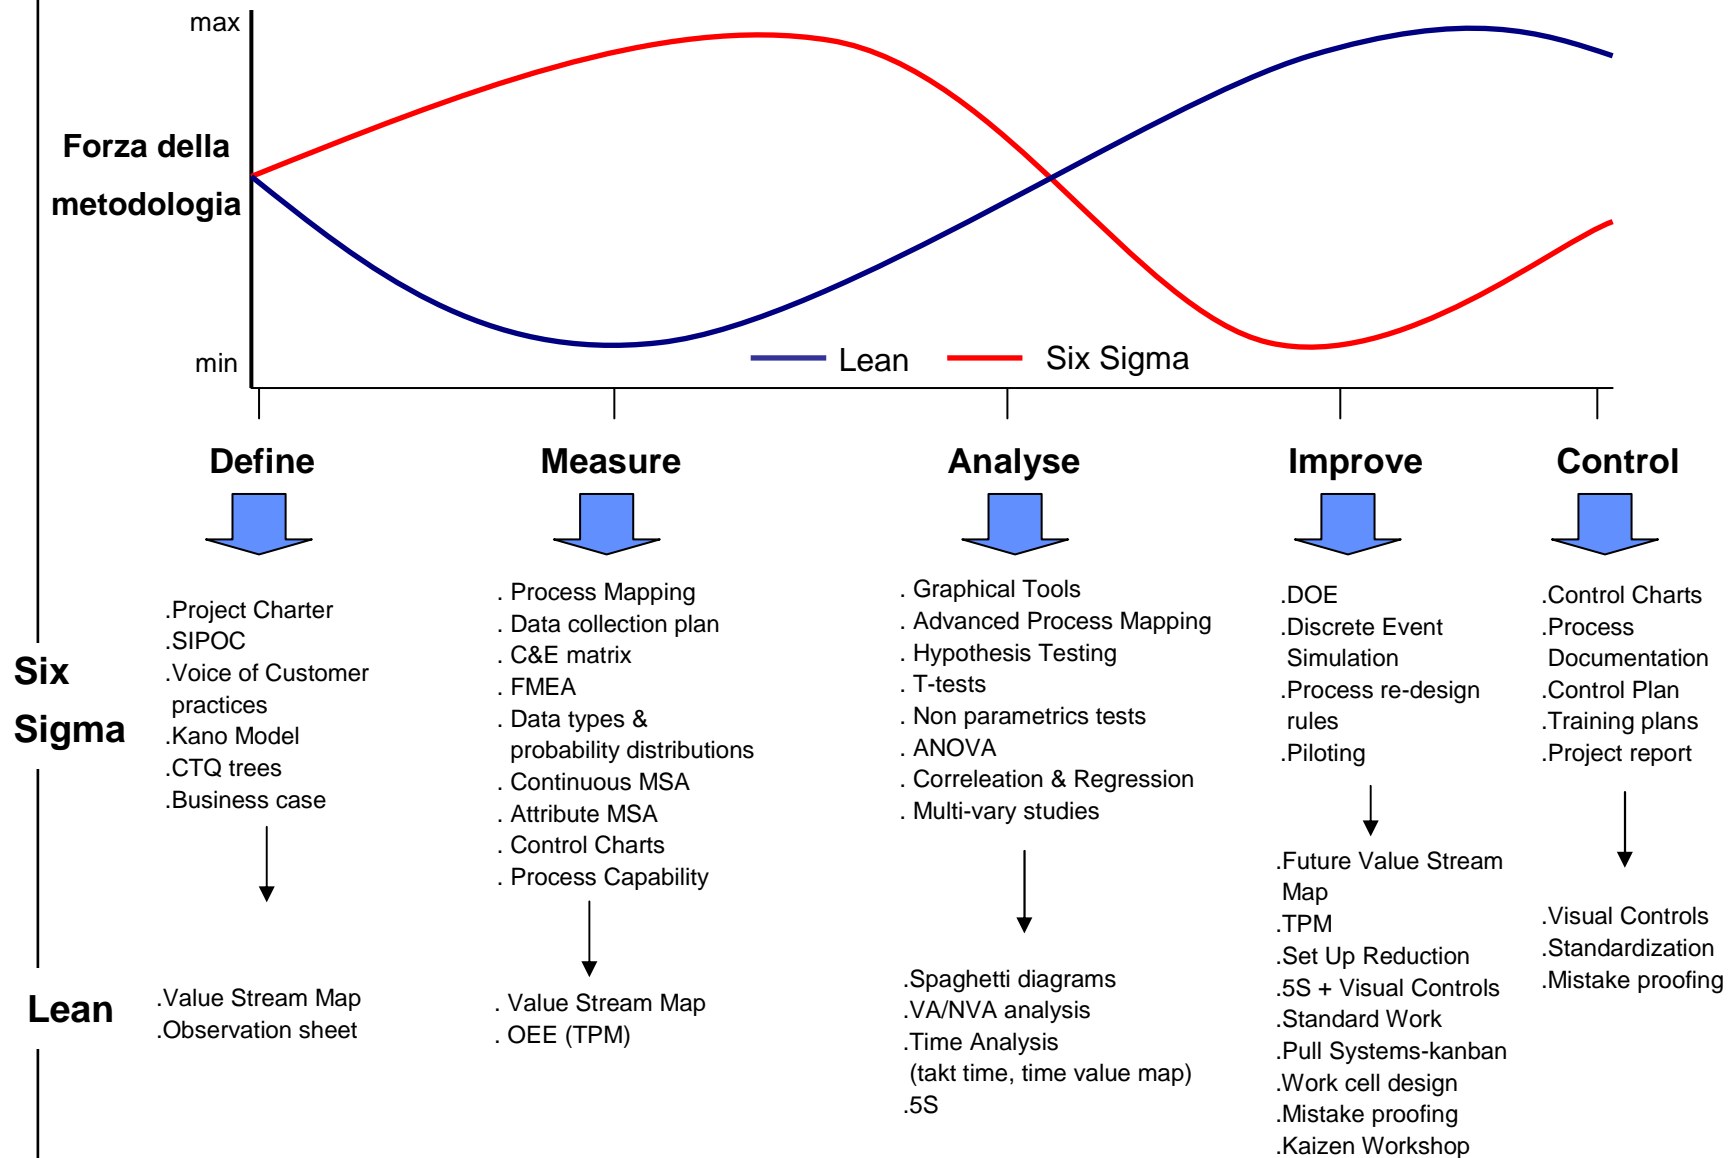 max
Forza della
metodologia
min
Lean
Six Sigma
Define
Measure
Analyse
Improve
Control
Six
Sigma
.Project Charter
.SIPOC
.Voice of Customer
practices
.Kano Model
.CTQ trees
.Business case
. Process Mapping
. Data collection plan
. C&E matrix
. FMEA
. Data types &
probability distributions
. Continuous MSA
. Attribute MSA
. Control Charts
. Process Capability
. Graphical Tools
. Advanced Process Mapping
. Hypothesis Testing
. T-tests
. Non parametrics tests
. ANOVA
. Correleation & Regression
. Multi-vary studies
.DOE
.Discrete Event
Simulation
.Process re-design
rules
.Piloting
.Control Charts
.Process
Documentation
.Control Plan
.Training plans
.Project report
Lean
.Value Stream Map
.Observation sheet
. Value Stream Map
. OEE (TPM)
.Spaghetti diagrams
.VA/NVA analysis
.Time Analysis
(takt time, time value map)
.5S
.Future Value Stream
Map
.TPM
.Set Up Reduction
.5S + Visual Controls
.Standard Work
.Pull Systems-kanban
.Work cell design
.Mistake proofing
.Kaizen Workshop
.Visual Controls
.Standardization
.Mistake proofing